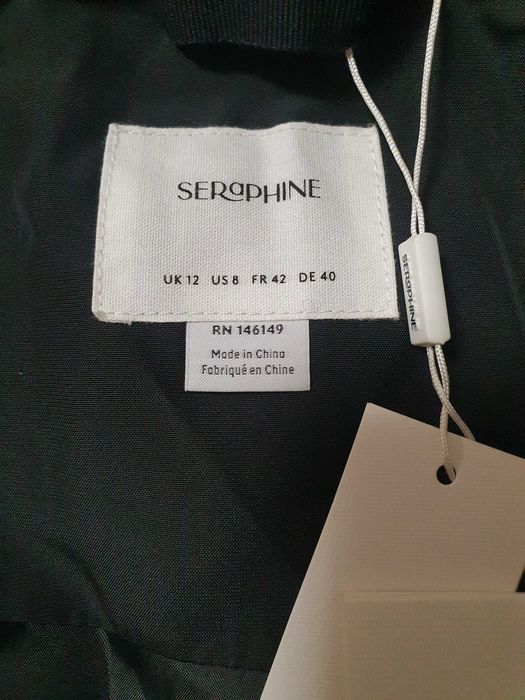 SERaPHINE
UK 12 US 8 FR 42 DE 40
RN 146149
Made in China
Fabriqué en Chine
SERaPHINE